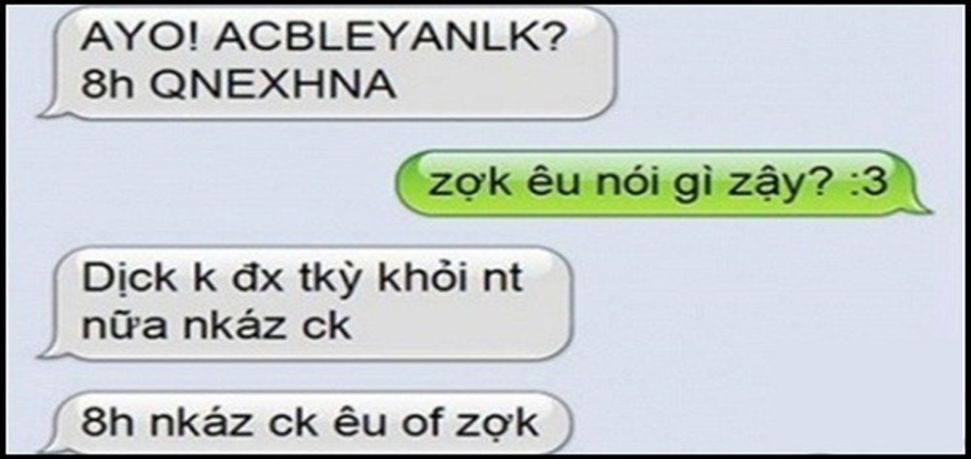 AYO! ACBLEYANLK?
8h QNEXHNA
zợk êu nói gì zậy? :3
Dịck k đx tkỳ khỏi nt
nữa nkáz ck
8h nkáz ck êu of zợk